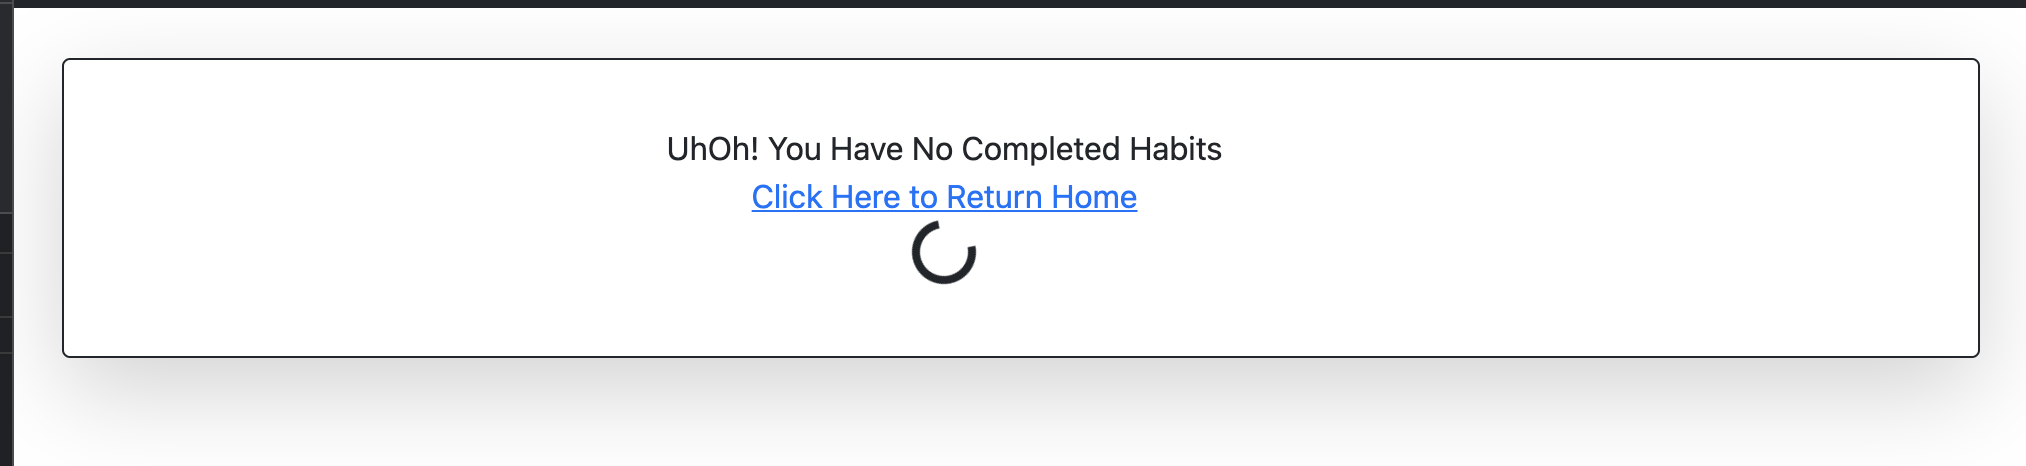 UhOh! You Have No Completed Habits
Click Here to Return Home